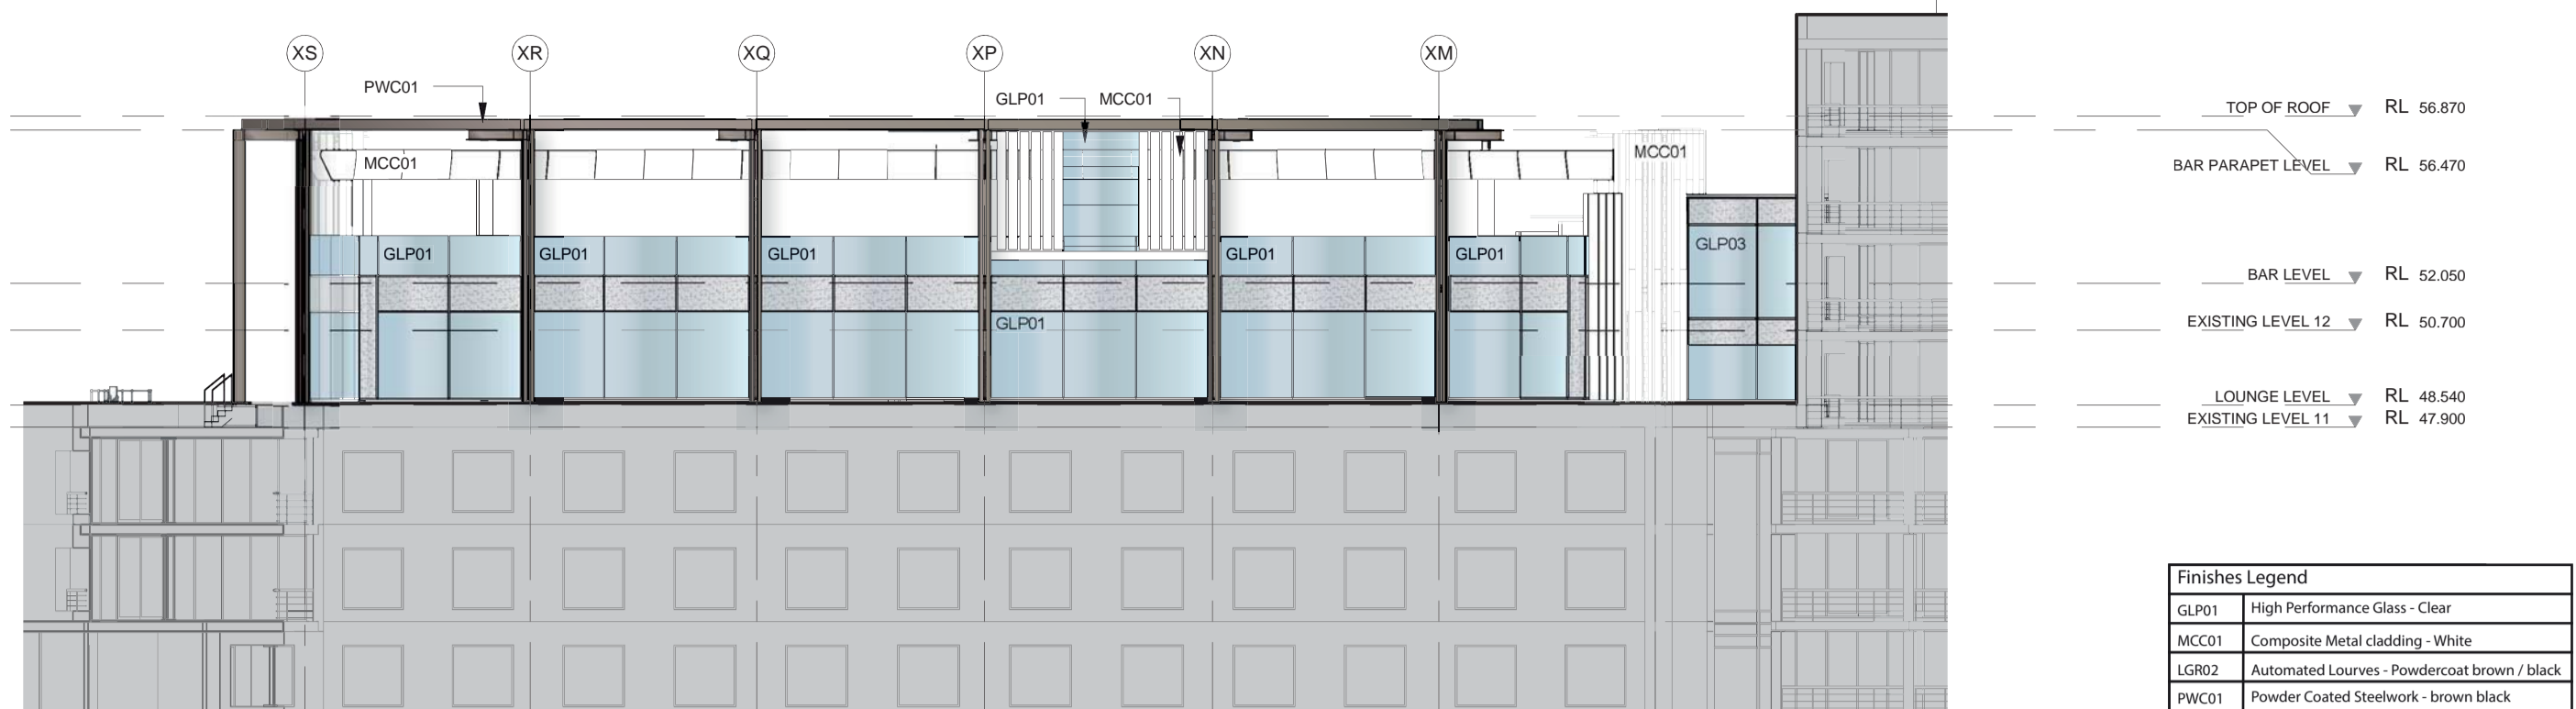 XS XR XQ XP XN XM
PWC01
GLP01 MCC01
TOP OF ROOF RL 56.870
MCC01
MCC01
BAR PARAPET LEVEL RL 56.470
GLP01 GLP01 GLP01 GLP01 GLP01
GLP03
BAR LEVEL RL 52.050
GLP01
EXISTING LEVEL 12 RL 50.700
LOUNGE LEVEL RL 48.540
EXISTING LEVEL 11 RL 47.900
Finishes Legend
GLP01 High Performance Glass - Clear
MCC01 Composite Metal cladding - White
LGR02 Automated Lourves - Powdercoat brown / black
PWC01 Powder Coated Steelwork - brown black